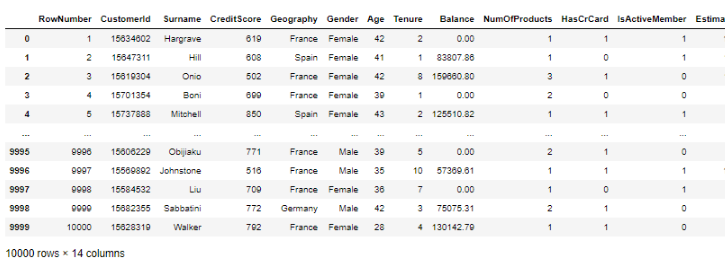 RowNumber CustomerId Surname CreditScore Geography Gender Age Tenure Balance NumOfProducts HasCrCard IsActiveMember Estima
0 1 15634602 Hargrave 619 France Female 42 2 0.00 1 1 1
1 2 15647311 Hill 608 Spain Female 41 1 83807.86 1 0 1
2 3 15619304 Onio 502 France Female 42 8 159660.80 3 1 0
3 4 15701354 Boni 699 France Female 39 1 0.00 2 0 0
4 5 15737888 Mitchell 850 Spain Female 43 2 125510.82 1 1 1
... ... ... ... ... ... ... ... ... ... ... ... ...
9995 9996 15606229 Obijiaku 771 France Male 39 5 0.00 2 1 0
9996 9997 15569892 Johnstone 516 France Male 35 10 57369.61 1 1 1
9997 9998 15584532 Liu 709 France Female 36 7 0.00 1 0 1
9998 9999 15682355 Sabbatini 772 Germany Male 42 3 75075.31 2 1 0
9999 10000 15628319 Walker 792 France Female 28 4 130142.79 1 1 0
10000 rows × 14 columns